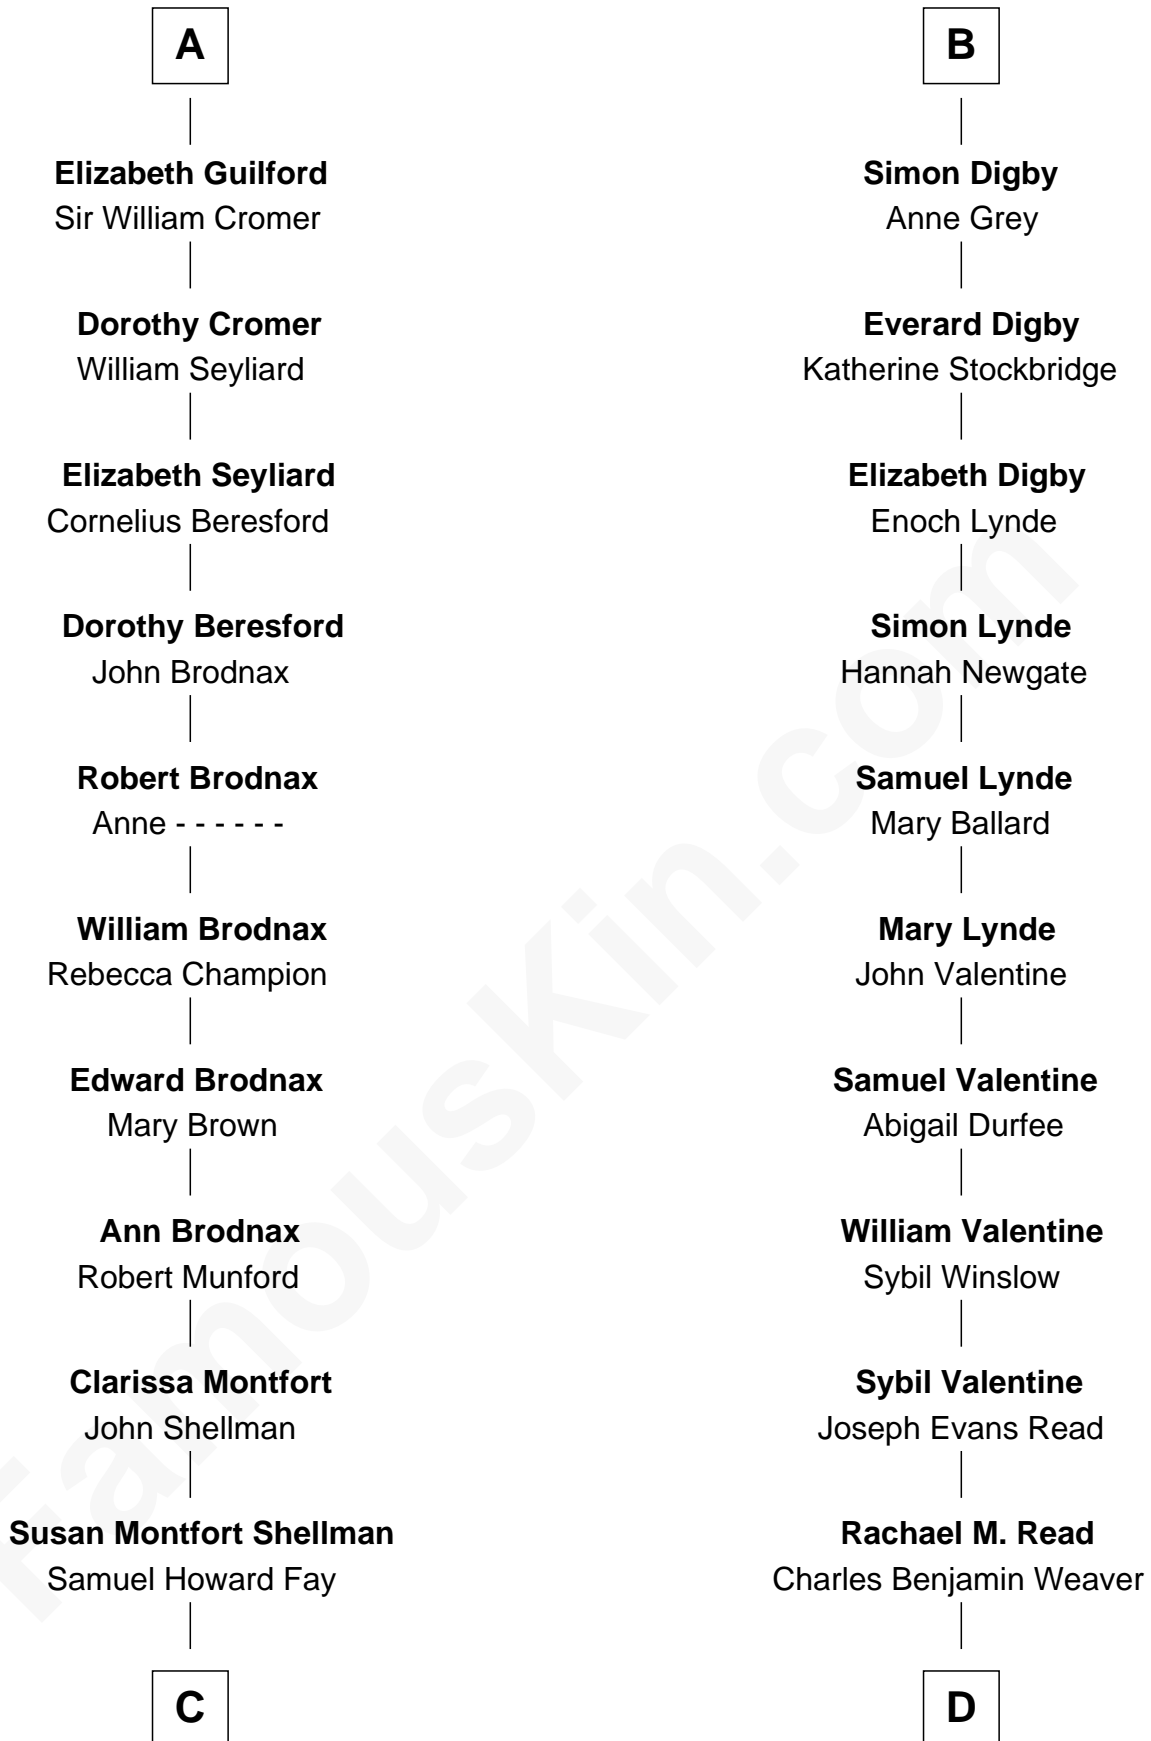 A
Elizabeth Guilford
Sir William Cromer
Dorothy Cromer
William Seyliard
Elizabeth Seyliard
Cornelius Beresford
Dorothy Beresford
John Brodnax
Robert Brodnax
Anne - - - - - -
William Brodnax
Rebecca Champion
Edward Brodnax
Mary Brown
Ann Brodnax
Robert Munford
Clarissa Montfort
John Shellman
Susan Montfort Shellman
Samuel Howard Fay
C
B
Simon Digby
Anne Grey
Everard Digby
Katherine Stockbridge
Elizabeth Digby
Enoch Lynde
Simon Lynde
Hannah Newgate
Samuel Lynde
Mary Ballard
Mary Lynde
John Valentine
Samuel Valentine
Abigail Durfee
William Valentine
Sybil Winslow
Sybil Valentine
Joseph Evans Read
Rachael M. Read
Charles Benjamin Weaver
D
FamousKin.com